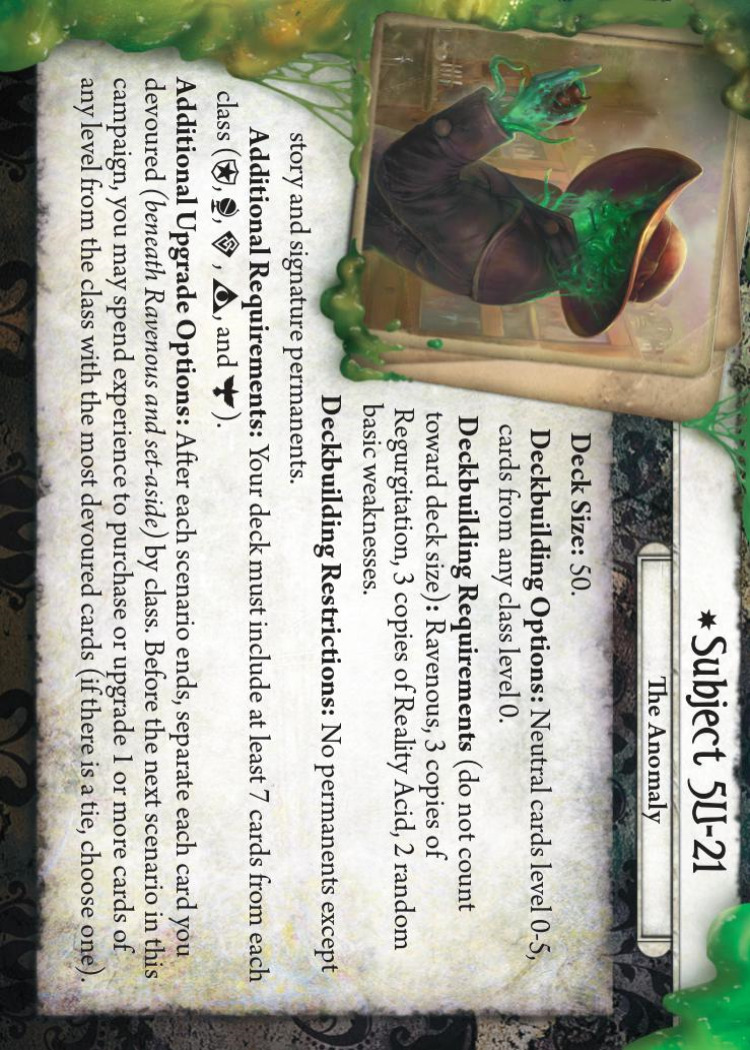 Subject 5U-21
The Anomaly
Deck Size: 50.
Deckbuilding Options: Neutral cards level 0-5,
cards from any class level 0.
Deckbuilding Requirements (do not count
toward deck size): Ravenous, 3 copies of
Regurgitation, 3 copies of Reality Acid, 2 random
basic weaknesses.
Deckbuilding Restrictions: No permanents except
story and signature permanents.
Additional Requirements: Your deck must include at least 7 cards from each
class ( , , , , and ).
Additional Upgrade Options: After each scenario ends, separate each card you
devoured (beneath Ravenous and set-aside) by class. Before the next scenario in this
campaign, you may spend experience to purchase or upgrade 1 or more cards of
any level from the class with the most devoured cards (if there is a tie, choose one).